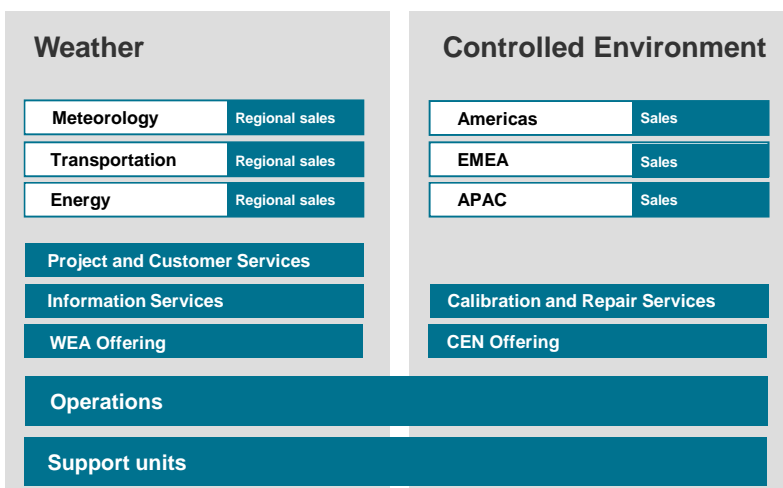 Weather
Meteorology Regional sales
Transportation Regional sales
Energy Regional sales
Project and Customer Services
Information Services
WEA Offering
Controlled Environment
Americas Sales
EMEA Sales
APAC Sales
Calibration and Repair Services
CEN Offering
Operations
Support units